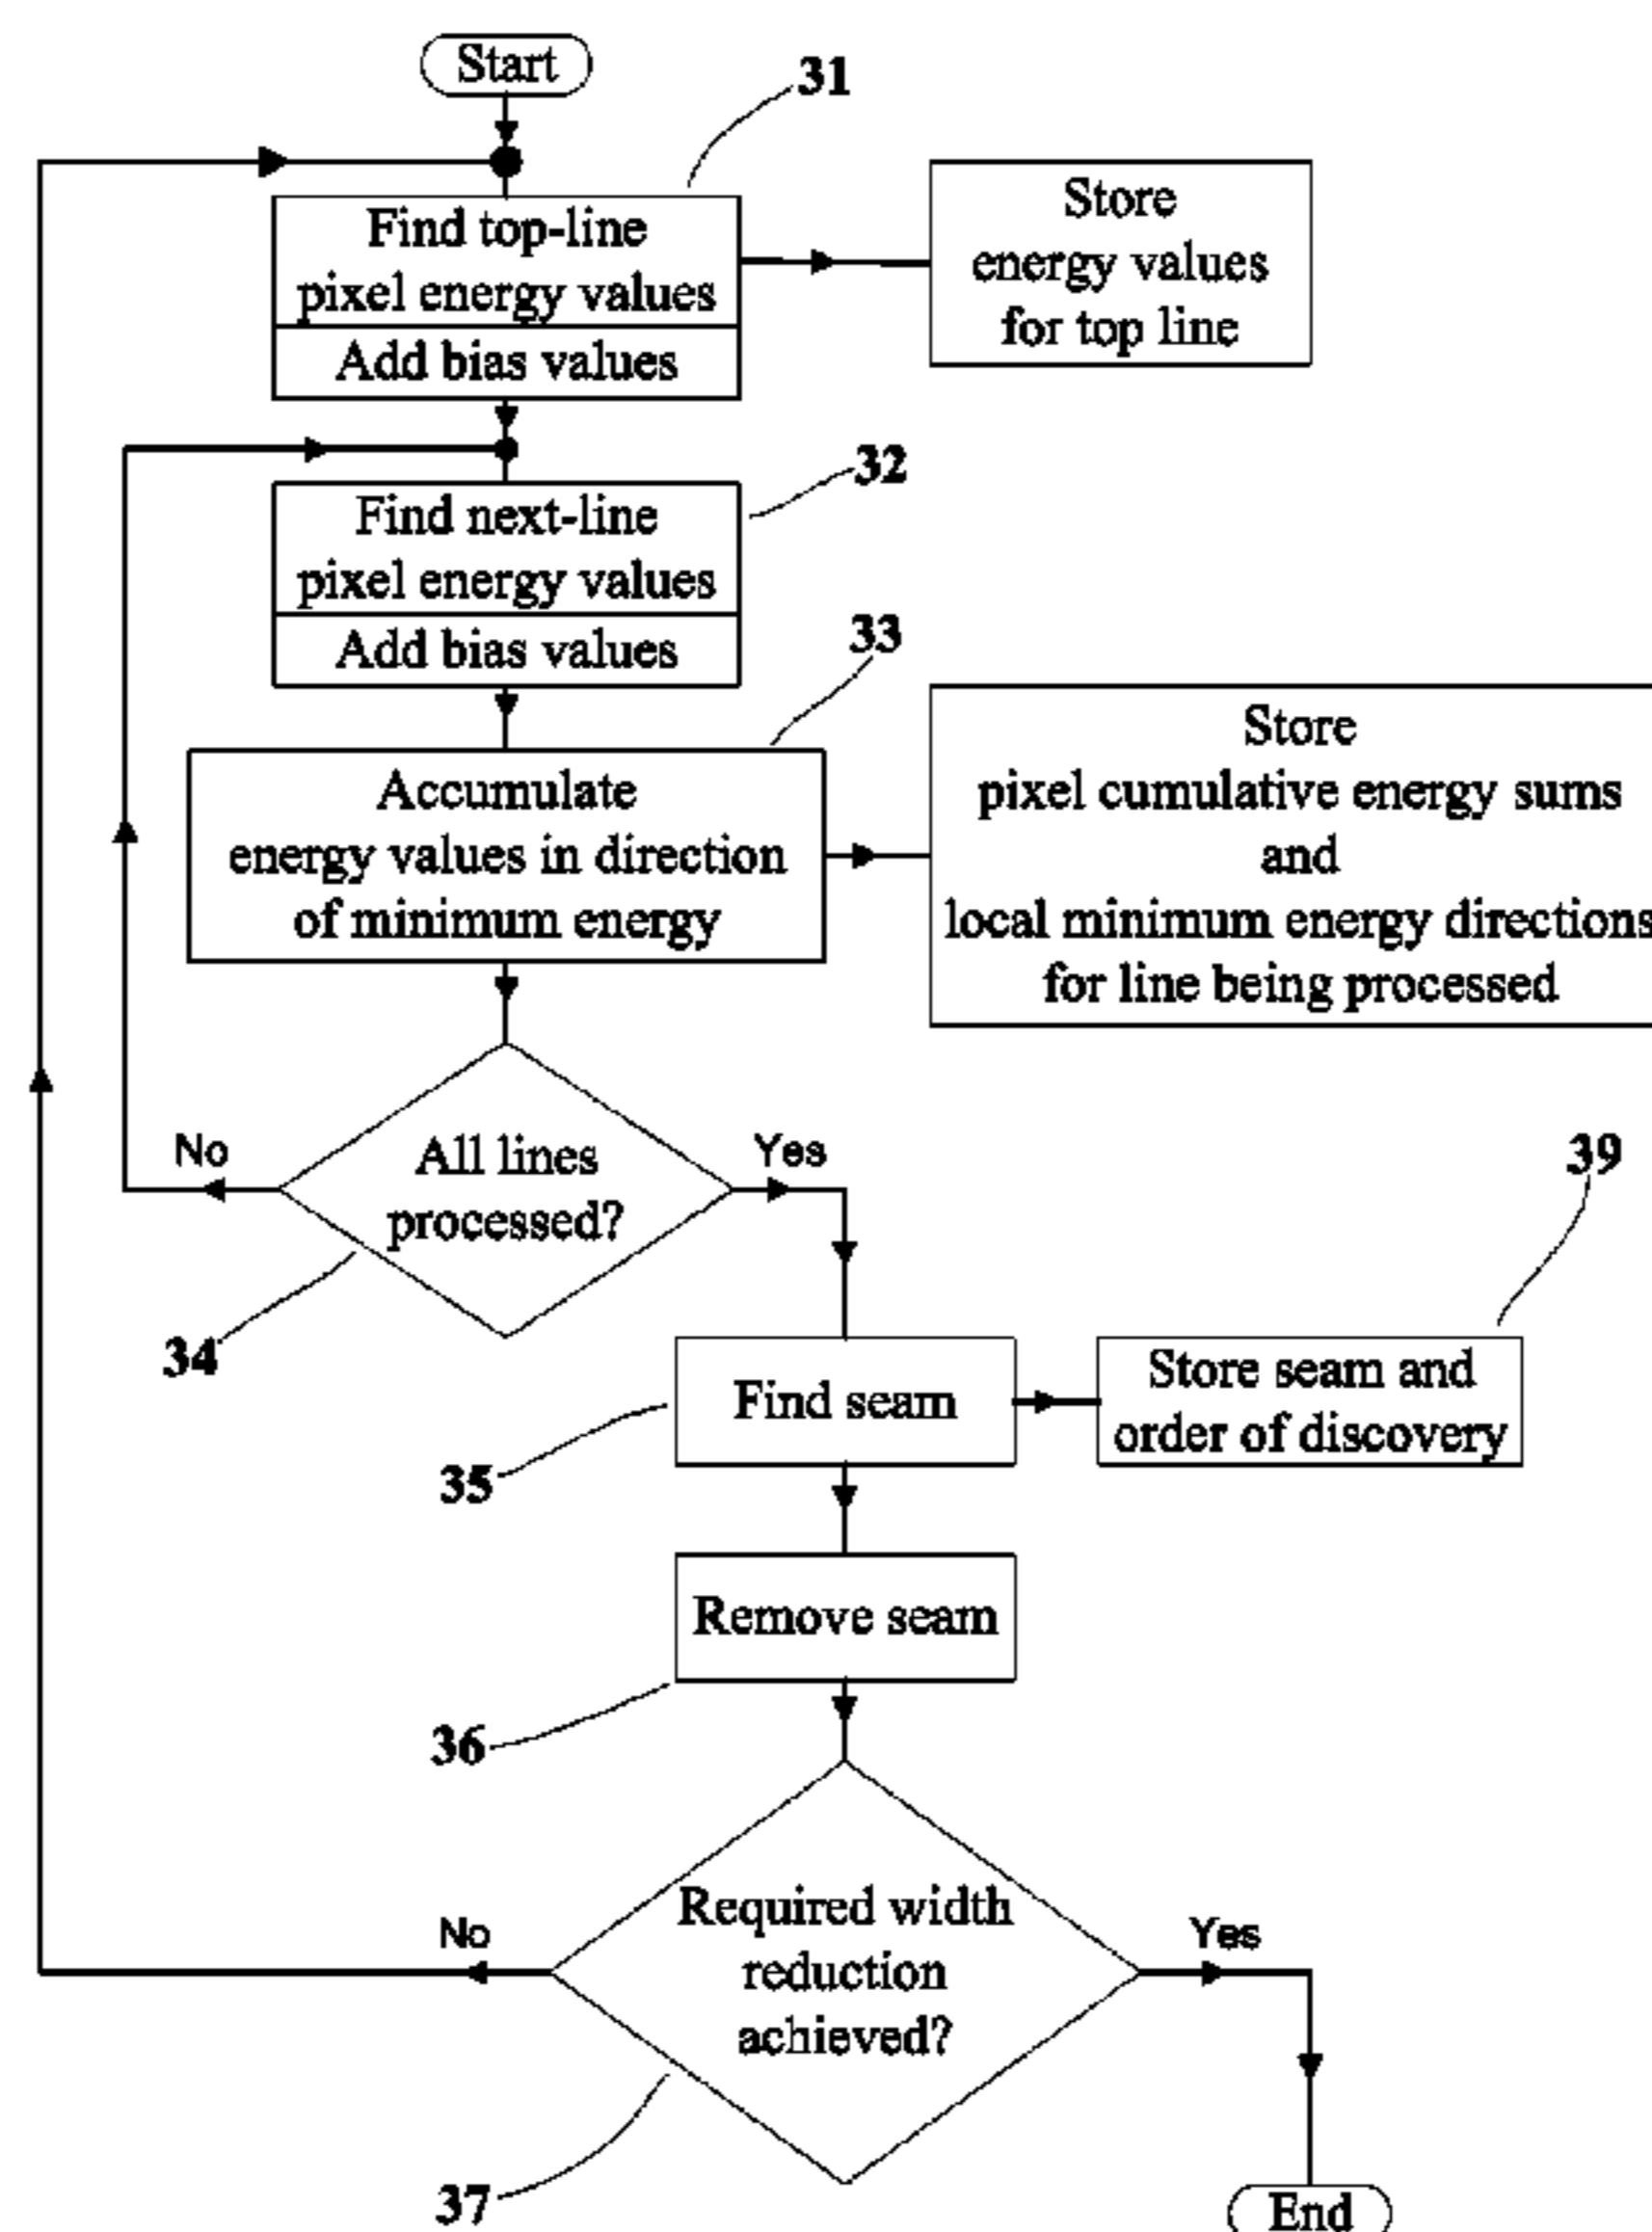 Start
31
Find top-line
pixel energy values
Add bias values
Store
energy values
for top line
32
Find next-line
pixel energy values
Add bias values
33
Accumulate
energy values in direction
of minimum energy
Store
pixel cumulative energy sums
and
local minimum energy directions
for line being processed
All lines
processed?
No
Yes
34
39
Find seam
Store seam and
order of discovery
35
Remove seam
36
Required width
reduction
achieved?
No
Yes
37
End